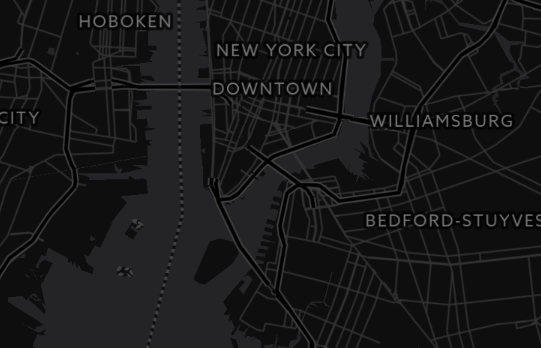 HOBOKEN
NEW YORK CITY
DOWNTOWN
CITY
WILLIAMSBURG
BEDFORD-STUYVES